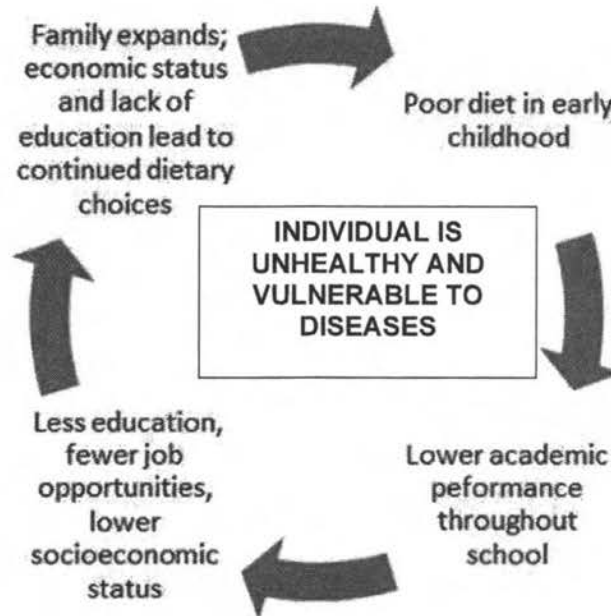 Family expands;
economic status
and lack of
education lead to
continued dietary
choices
Poor diet in early
childhood
INDIVIDUAL IS
UNHEALTHY AND
VULNERABLE TO
DISEASES
Lower academic
peformance
throughout
school
Less education,
fewer job
opportunities,
lower
socioeconomic
status